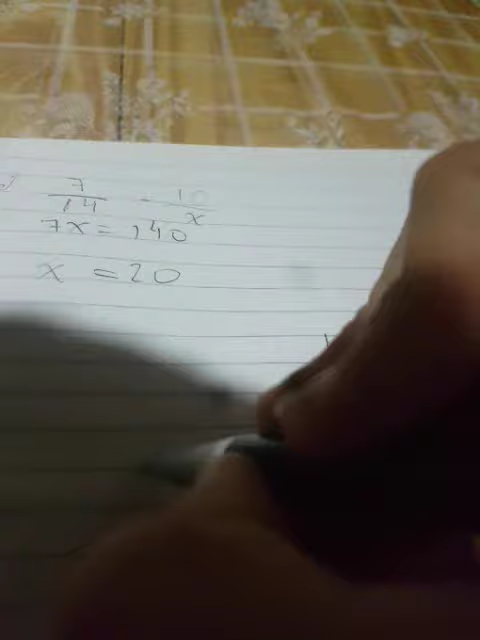 7/14 = 10/x
7x = 140
x = 20